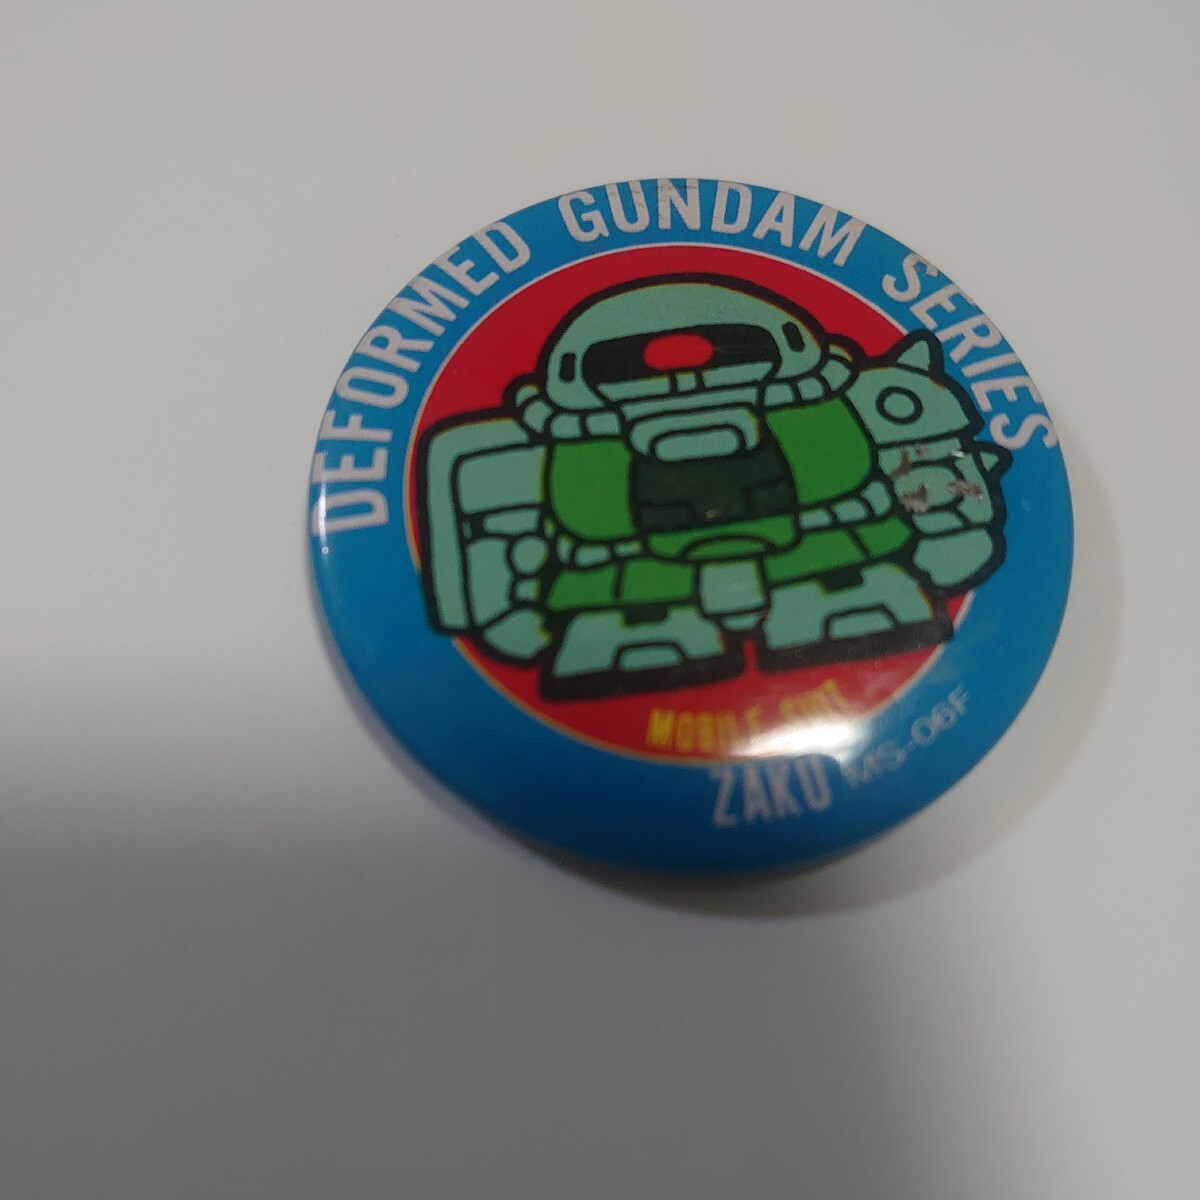 DEFORMED GUNDAM SERIES
MOBILE SUIT
ZAKU MS-06F